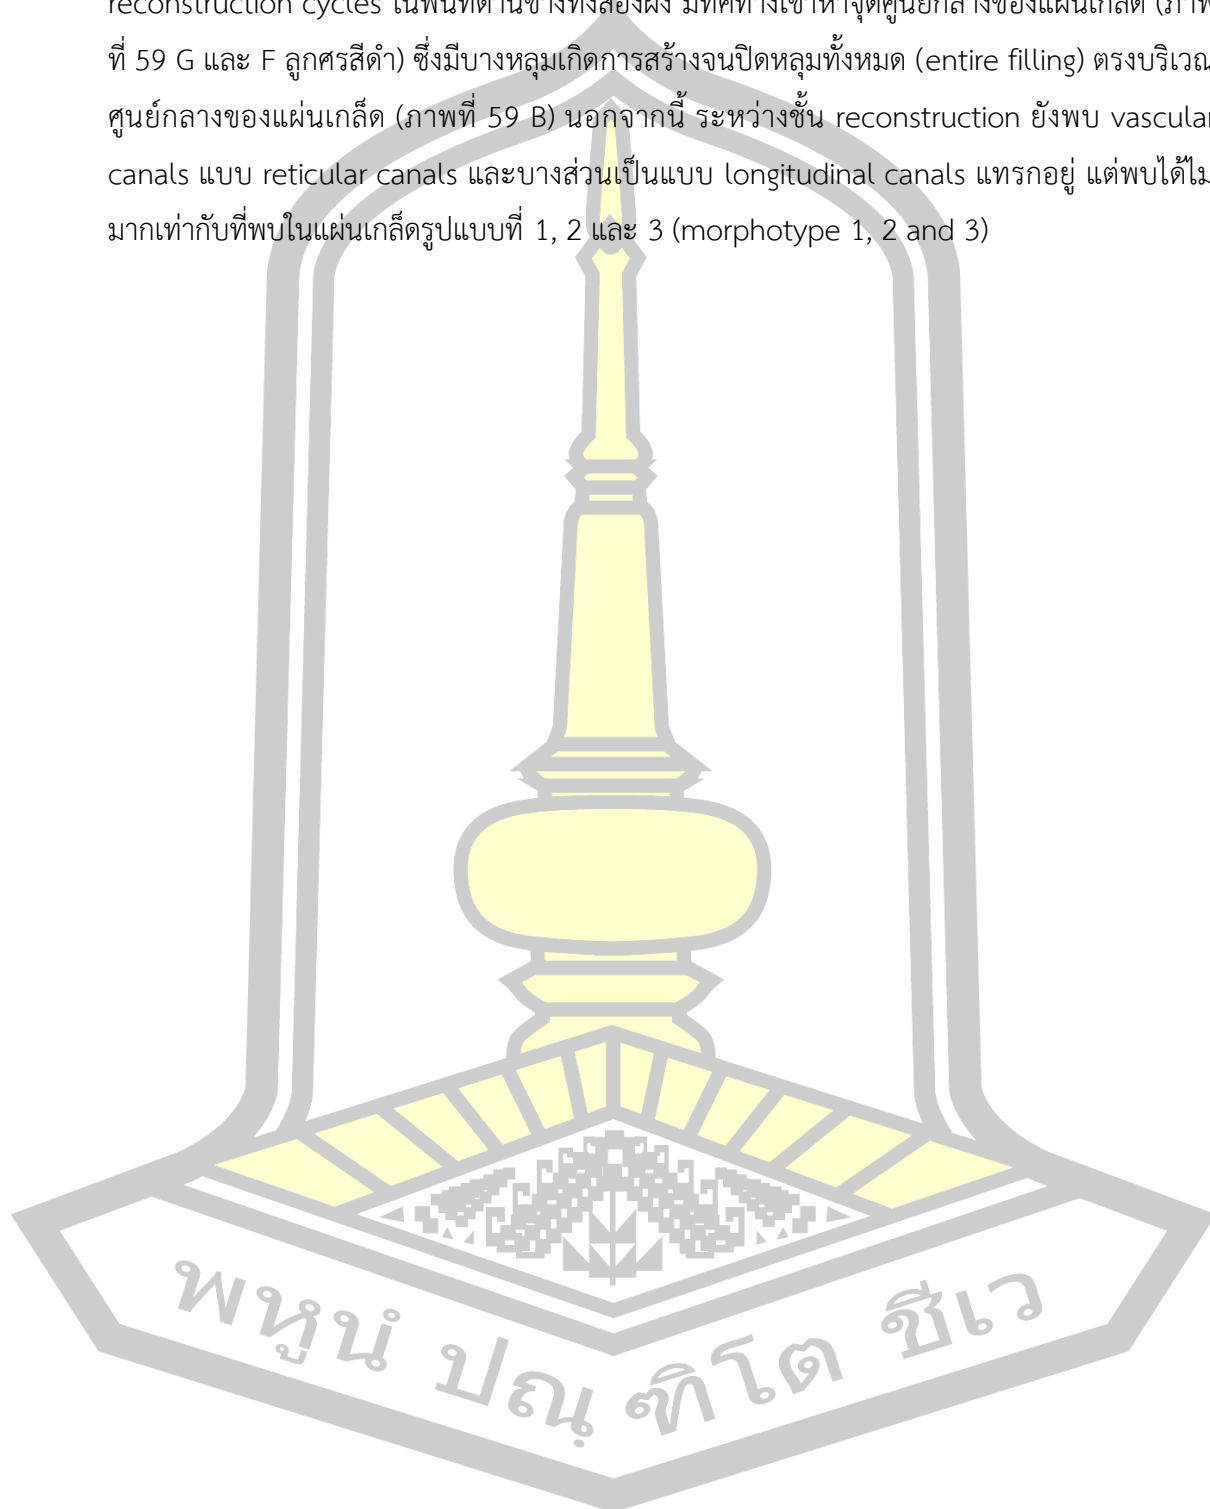 reconstruction cycles ในพื้นที่ด้านข้างทั้งสองฝั่ง มีทิศทางเข้าหาจุดศูนย์กลางของแผ่นเกล็ด (ภาพ
ที่ 59 G และ F ลูกศรสีดำ) ซึ่งมีบางหลุมเกิดการสร้างจนปิดหลุมทั้งหมด (entire filling) ตรงบริเวณ
ศูนย์กลางของแผ่นเกล็ด (ภาพที่ 59 B) นอกจากนี้ ระหว่างชั้น reconstruction ยังพบ vascular
canals แบบ reticular canals และบางส่วนเป็นแบบ longitudinal canals แทรกอยู่ แต่พบได้ไม่
มากเท่ากับที่พบในแผ่นเกล็ดรูปแบบที่ 1, 2 และ 3 (morphotype 1, 2 and 3)
พหูนํ ปณฺฑิโต ชีเว